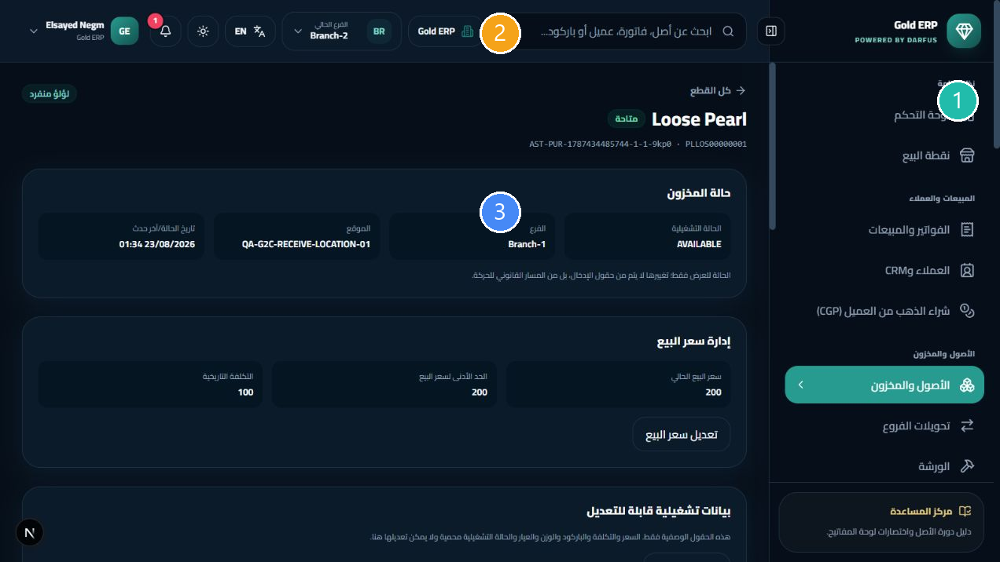 Gold ERP
POWERED BY DARFUS
ابحث عن أصل، فاتورة، عميل أو باركود...
2
Gold ERP
BR
الفرع الحالي
Branch-2
EN
1
GE
Elsayed Negm
Gold ERP
1
لوحة التحكم
نقطة البيع
المبيعات والعملاء
الفواتير والمبيعات
العملاء وCRM
شراء الذهب من العميل (CGP)
الأصول والمخزون
الأصول والمخزون
تحويلات الفروع
الورشة
مركز المساعدة
دليل دورة الأصل واختصارات لوحة المفاتيح.
كل القطع
لؤلؤ منفرد
Loose Pearl
متاحة
AST-PUR-1787434485744-1-1-9kp0 · PLLOS00000001
حالة المخزون
3
الحالة التشغيلية
AVAILABLE
الفرع
Branch-1
الموقع
QA-G2C-RECEIVE-LOCATION-01
تاريخ الحالة/آخر حدث
23/08/2026 01:34
الحالة للعرض فقط؛ تغييرها لا يتم من حقول الإدخال، بل من المسار القانوني للحركة.
إدارة سعر البيع
سعر البيع الحالي
200
الحد الأدنى لسعر البيع
200
التكلفة التاريخية
100
تعديل سعر البيع
بيانات تشغيلية قابلة للتعديل
هذه الحقول الوصفية فقط. السعر والتكلفة والباركود والوزن والعيار والحالة التشغيلية محمية ولا يمكن تعديلها هنا.
N